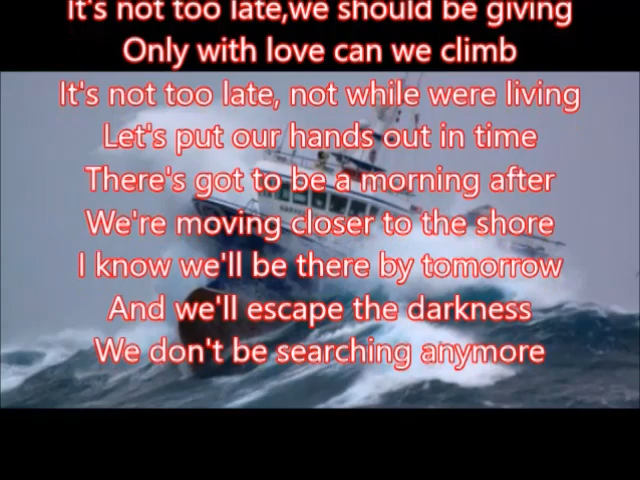 It's not too late,we should be giving
Only with love can we climb
It's not too late, not while were living
Let's put our hands out in time
There's got to be a morning after
We're moving closer to the shore
I know we'll be there by tomorrow
And we'll escape the darkness
We don't be searching anymore